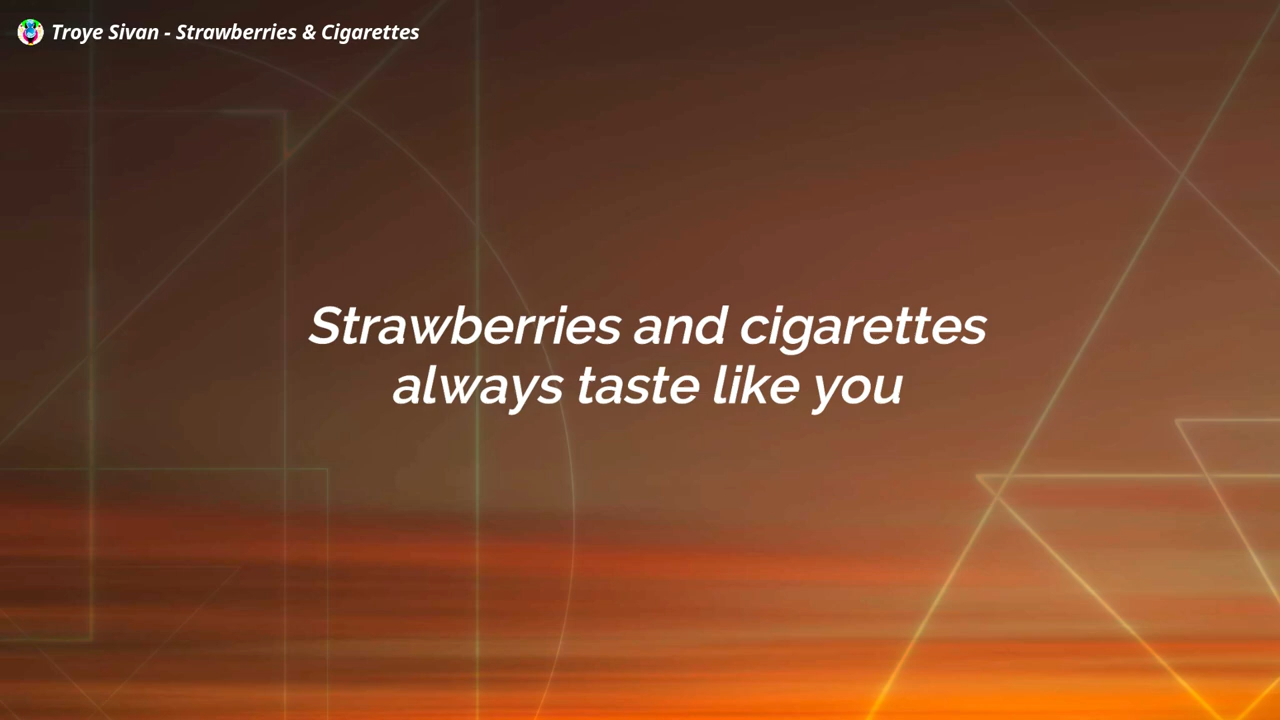 Troye Sivan - Strawberries & Cigarettes
Strawberries and cigarettes
always taste like you